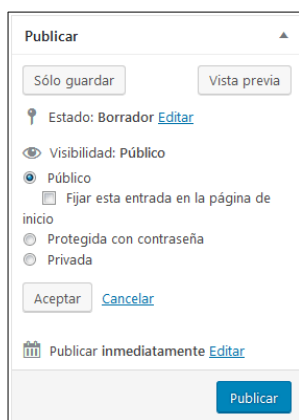 Publicar
Sólo guardar
Vista previa
Estado: Borrador Editar
Visibilidad: Público
Público
Fijar esta entrada en la página de
inicio
Protegida con contraseña
Privada
Aceptar
Cancelar
Publicar inmediatamente Editar
Publicar